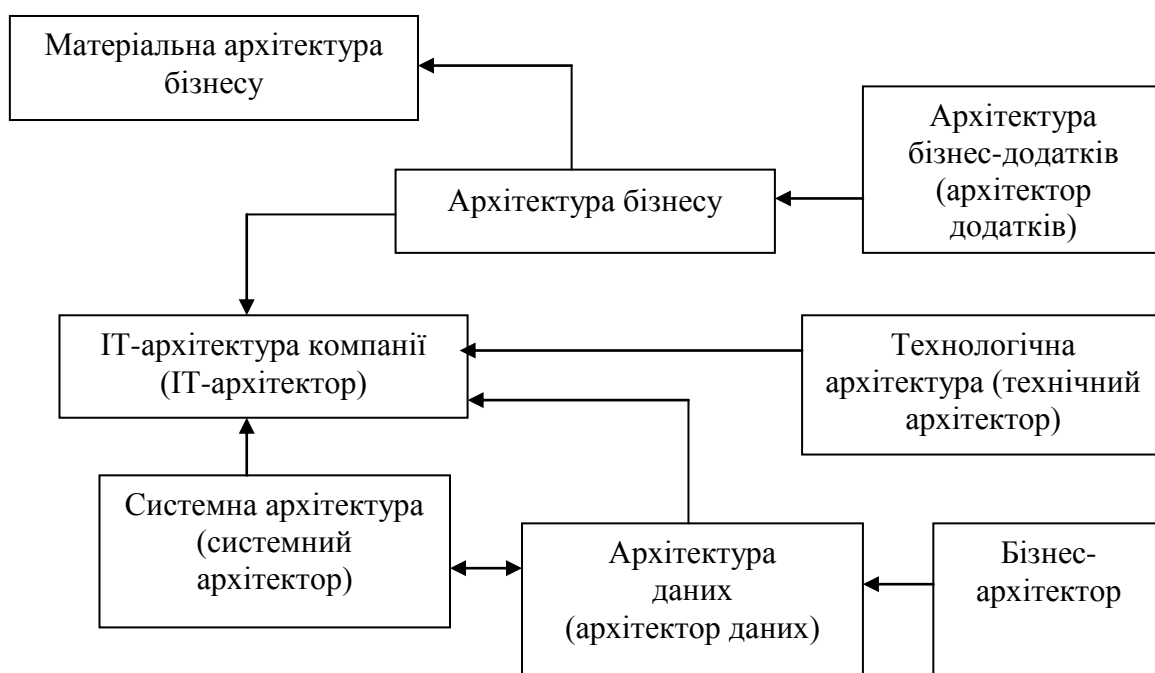 Матеріальна архітектура
бізнесу
Архітектура
бізнес-додатків
(архітектор
додатків)
Архітектура бізнесу
ІТ-архітектура компанії
(ІТ-архітектор)
Технологічна
архітектура (технічний
архітектор)
Системна архітектура
(системний
архітектор)
Архітектура
даних
(архітектор даних)
Бізнес-
архітектор